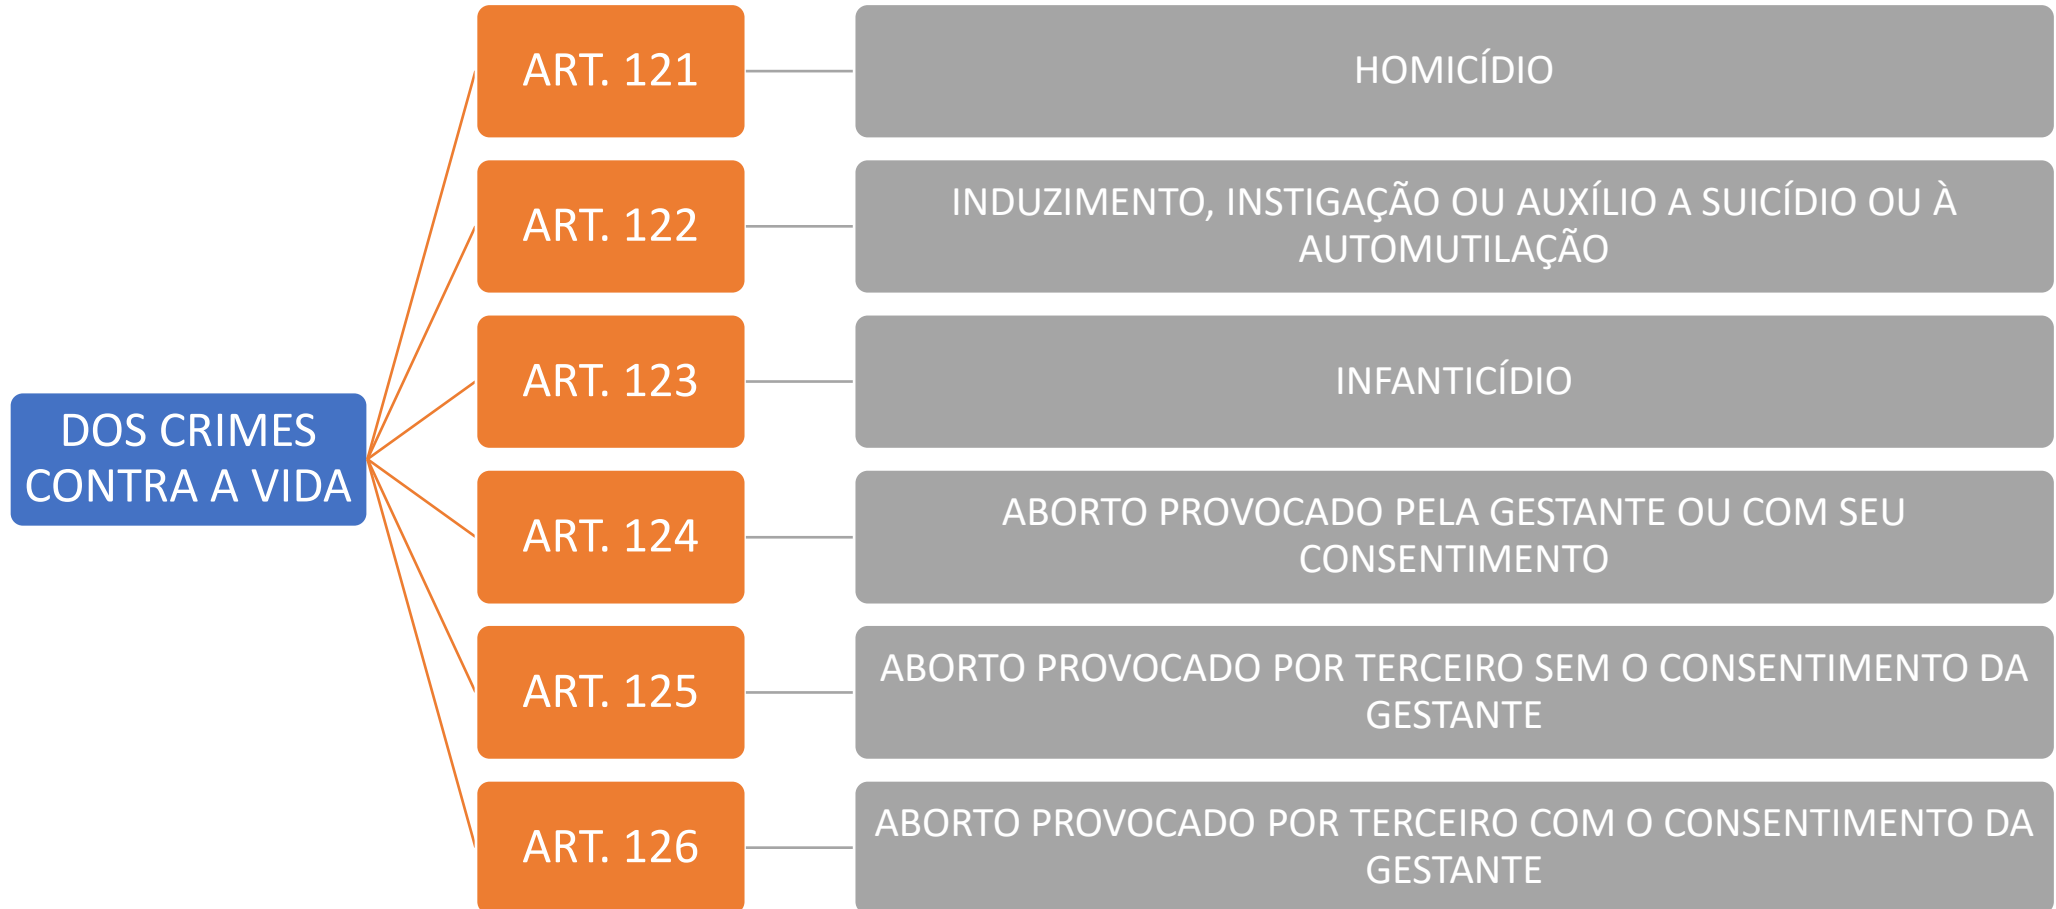 DOS CRIMES
CONTRA A VIDA
ART. 121
HOMICÍDIO
ART. 122
INDUZIMENTO, INSTIGAÇÃO OU AUXÍLIO A SUICÍDIO OU À
AUTOMUTILAÇÃO
ART. 123
INFANTICÍDIO
ART. 124
ABORTO PROVOCADO PELA GESTANTE OU COM SEU
CONSENTIMENTO
ART. 125
ABORTO PROVOCADO POR TERCEIRO SEM O CONSENTIMENTO DA
GESTANTE
ART. 126
ABORTO PROVOCADO POR TERCEIRO COM O CONSENTIMENTO DA
GESTANTE